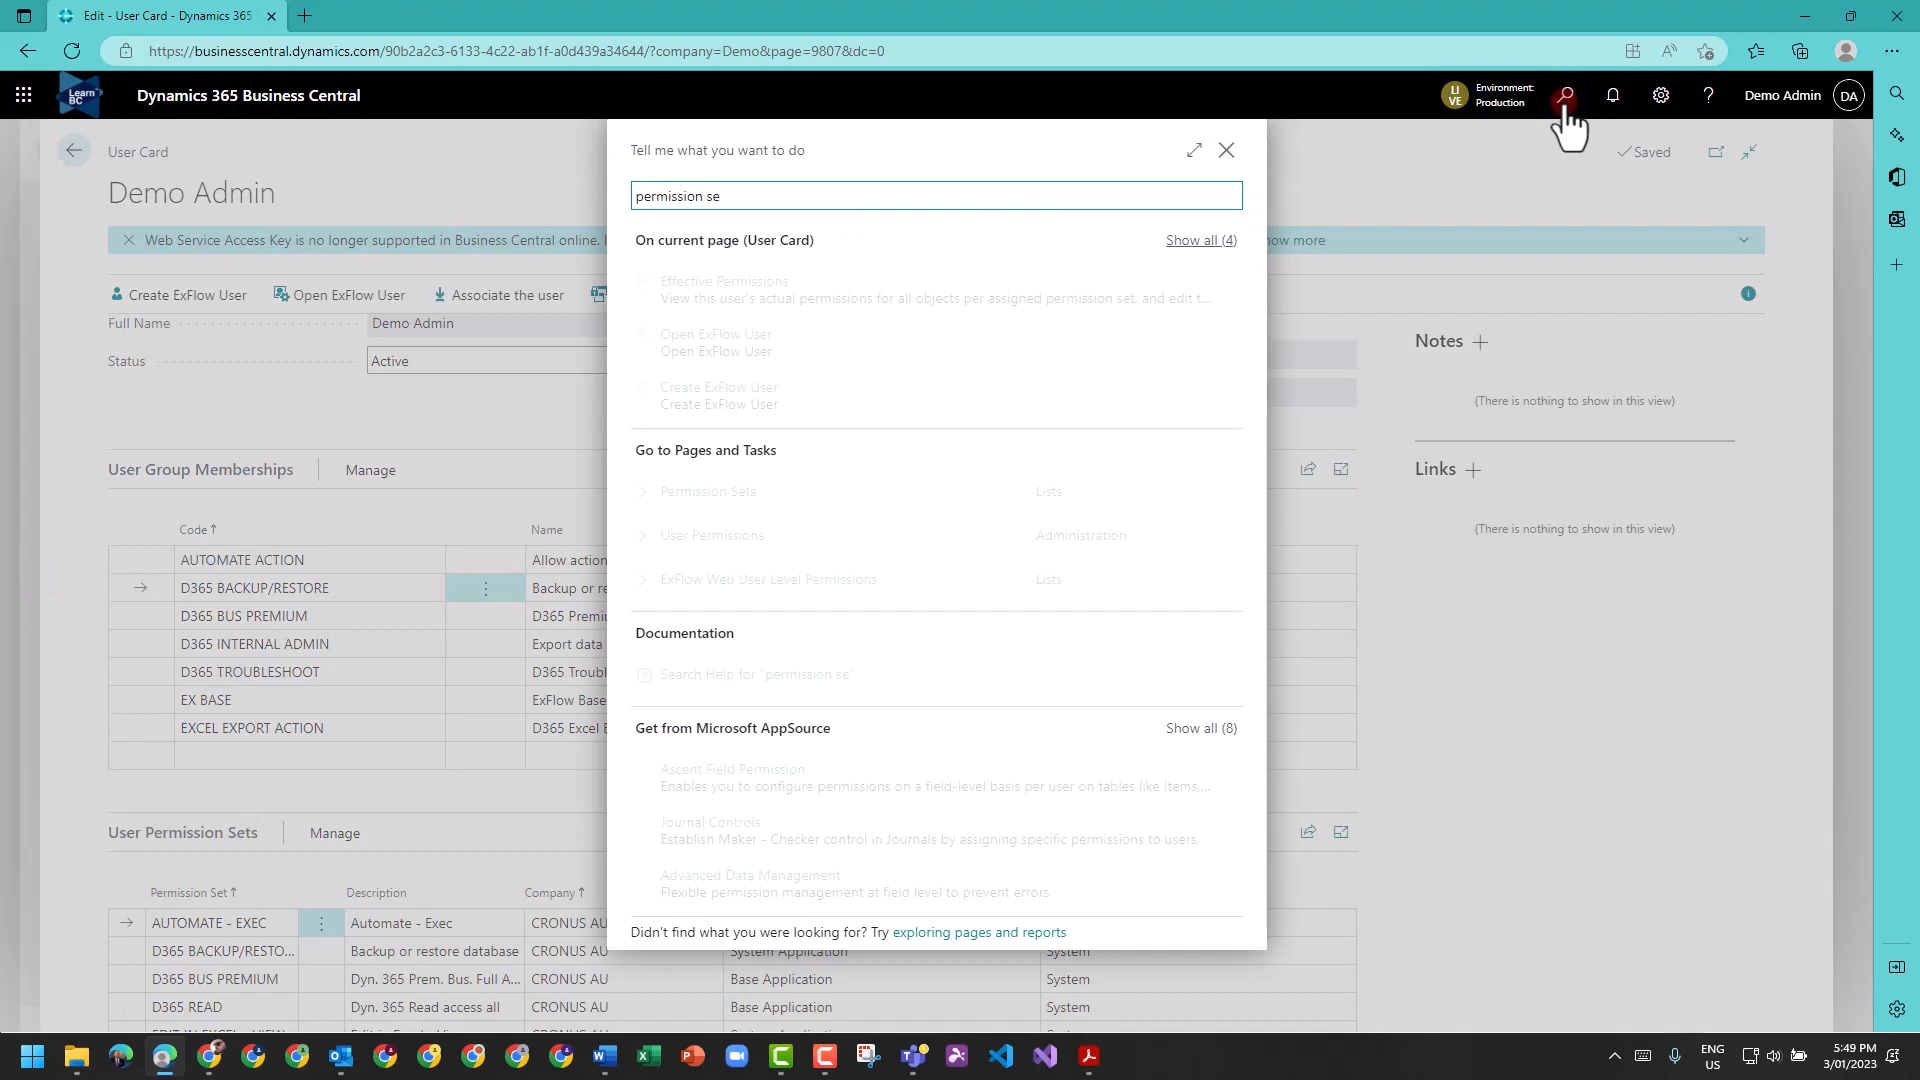 Edit - User Card - Dynamics 365
https://businesscentral.dynamics.com/90b2a2c3-6133-4c22-ab1f-a0d439a34644/?company=Demo&page=9807&dc=0
Learn BC
Dynamics 365 Business Central
LI VE
Environment:
Production
Demo Admin
DA
User Card
Saved
Demo Admin
Web Service Access Key is no longer supported in Business Central online.
how more
Create ExFlow User
Open ExFlow User
Associate the user
Full Name
Demo Admin
Status
Active
User Group Memberships
Manage
Code
Name
AUTOMATE ACTION
Allow action
D365 BACKUP/RESTORE
Backup or re
D365 BUS PREMIUM
D365 Premiu
D365 INTERNAL ADMIN
Export data
D365 TROUBLESHOOT
D365 Troubl
EX BASE
ExFlow Base
EXCEL EXPORT ACTION
D365 Excel E
User Permission Sets
Manage
Permission Set
Description
Company
AUTOMATE - EXEC
Automate - Exec
CRONUS AU
D365 BACKUP/RESTO...
Backup or restore database
CRONUS AU
System Application
System
D365 BUS PREMIUM
Dyn. 365 Prem. Bus. Full A...
CRONUS AU
Base Application
System
D365 READ
Dyn. 365 Read access all
CRONUS AU
Base Application
System
Tell me what you want to do
permission se
On current page (User Card)
Show all (4)
Effective Permissions
View this user's actual permissions for all objects per assigned permission set, and edit t...
Open ExFlow User
Open ExFlow User
Create ExFlow User
Create ExFlow User
Go to Pages and Tasks
Permission Sets
Lists
User Permissions
Administration
ExFlow Web User Level Permissions
Lists
Documentation
Search Help for "permission se"
Get from Microsoft AppSource
Show all (8)
Ascent Field Permission
Enables you to configure permissions on a field-level basis per user on tables like Items,...
Journal Controls
Establish Maker - Checker control in Journals by assigning specific permissions to users.
Advanced Data Management
Flexible permission management at field level to prevent errors
Didn't find what you were looking for? Try exploring pages and reports
Notes
(There is nothing to show in this view)
Links
(There is nothing to show in this view)
ENG
US
5:49 PM
3/01/2023